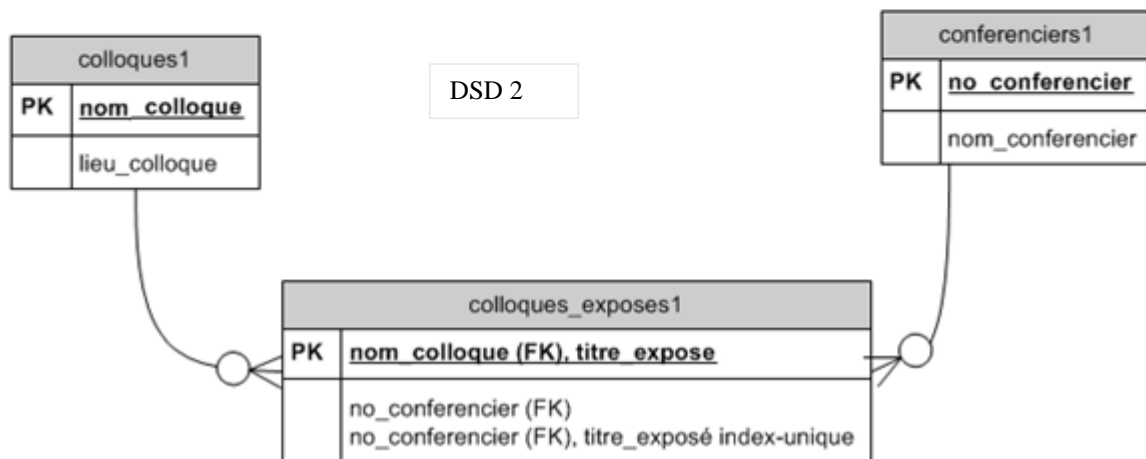 colloques1
PK nom_colloque
lieu_colloque
DSD 2
conferenciers1
PK no_conferencier
nom_conferencier
colloques_exposes1
PK nom_colloque (FK), titre_expose
no_conferencier (FK)
no_conferencier (FK), titre_exposé index-unique